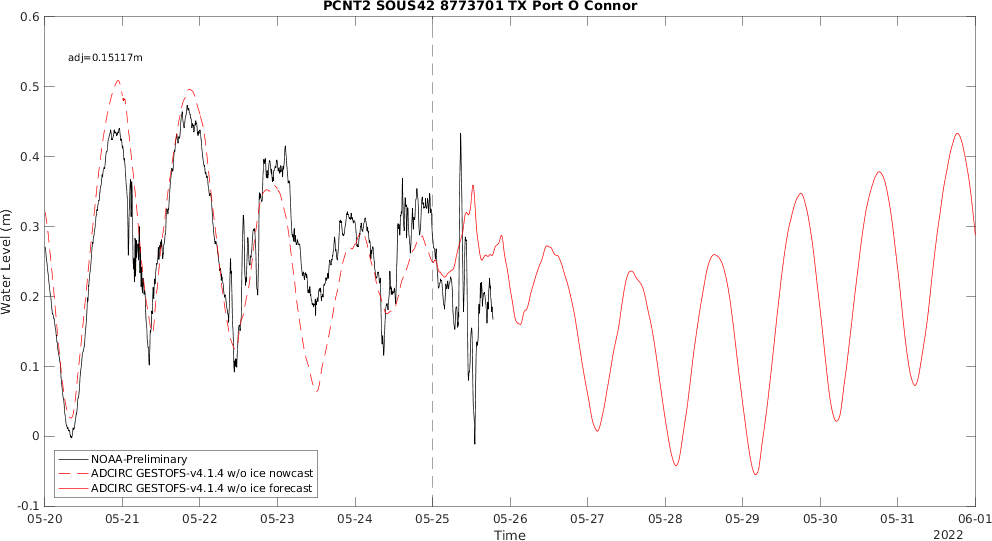 PCNT2 SOUS42 8773701 TX Port O Connor
adj=0.15117m
0.6
0.5
0.4
0.3
0.2
0.1
0
-0.1
Water Level (m)
NOAA-Preliminary
ADCIRC GESTOFS-v4.1.4 w/o ice nowcast
ADCIRC GESTOFS-v4.1.4 w/o ice forecast
05-20 05-21 05-22 05-23 05-24 05-25 05-26 05-27 05-28 05-29 05-30 05-31 06-01
Time
2022